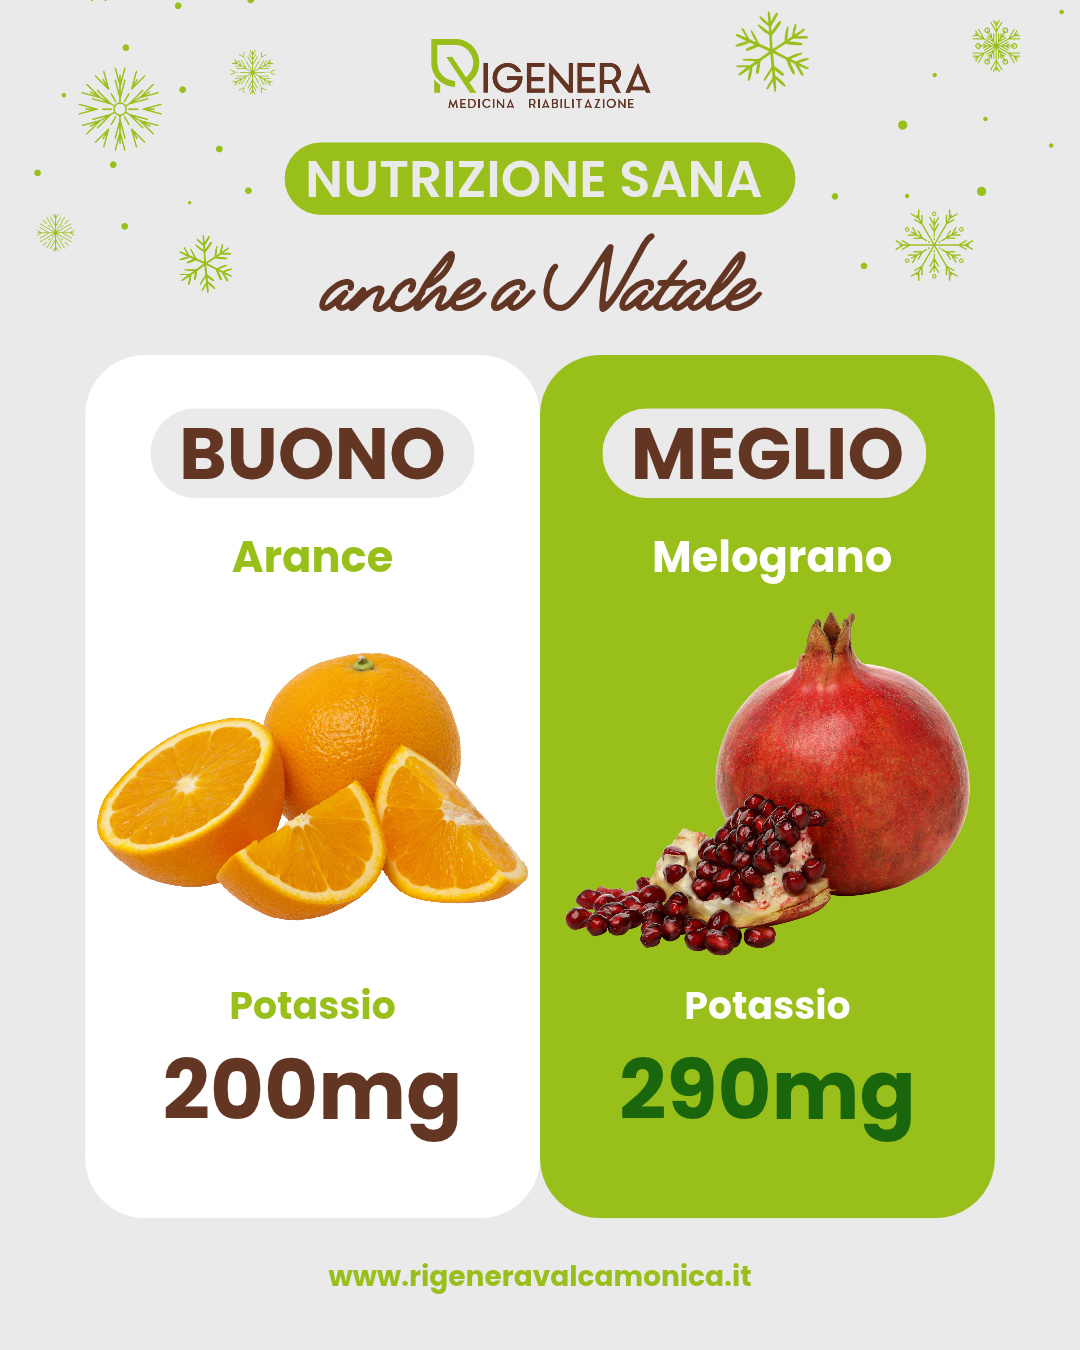 RIGENERA
MEDICINA RIABILITAZIONE
NUTRIZIONE SANA
anche a Natale
BUONO
Arance
Potassio
200mg
MEGLIO
Melograno
Potassio
290mg
www.rigeneravalcamonica.it